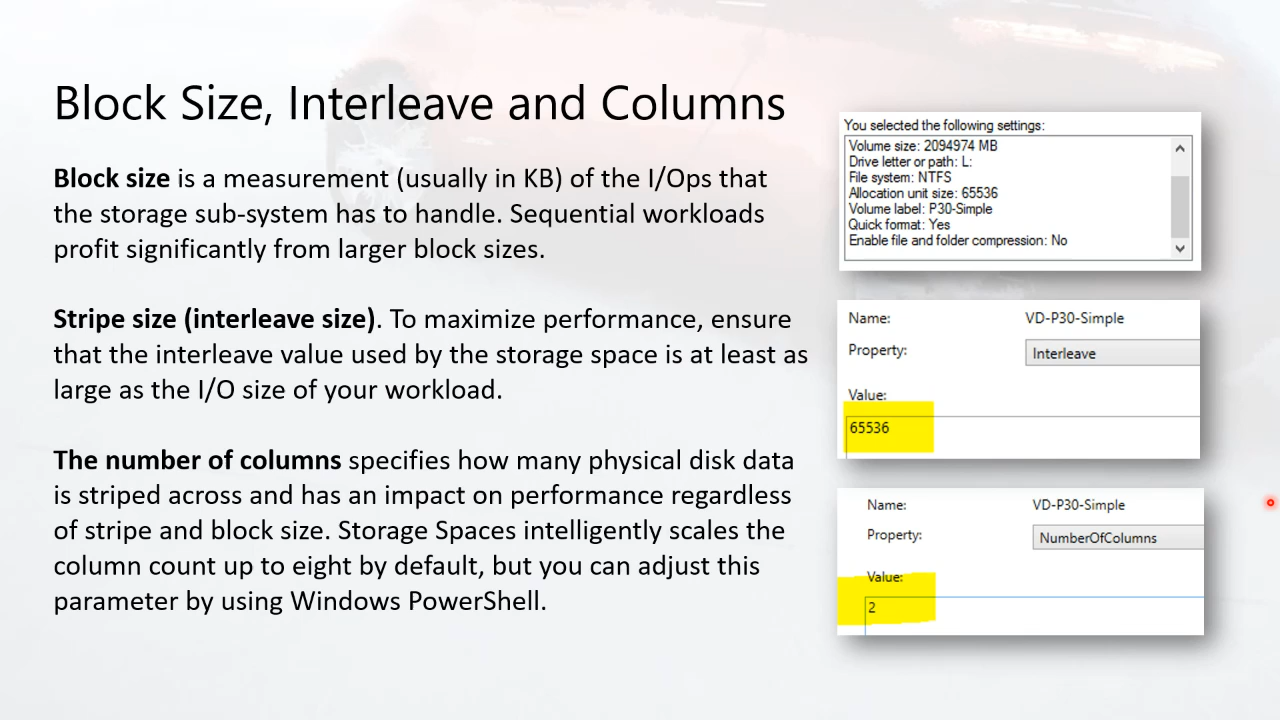 Block Size, Interleave and Columns
Block size is a measurement (usually in KB) of the I/Ops that
the storage sub-system has to handle. Sequential workloads
profit significantly from larger block sizes.
Stripe size (interleave size). To maximize performance, ensure
that the interleave value used by the storage space is at least as
large as the I/O size of your workload.
The number of columns specifies how many physical disk data
is striped across and has an impact on performance regardless
of stripe and block size. Storage Spaces intelligently scales the
column count up to eight by default, but you can adjust this
parameter by using Windows PowerShell.
You selected the following settings:
Volume size: 2094974 MB
Drive letter or path: L:
File system: NTFS
Allocation unit size: 65536
Volume label: P30-Simple
Quick format: Yes
Enable file and folder compression: No
Name: VD-P30-Simple
Property: Interleave
Value:
65536
Name: VD-P30-Simple
Property: NumberOfColumns
Value:
2